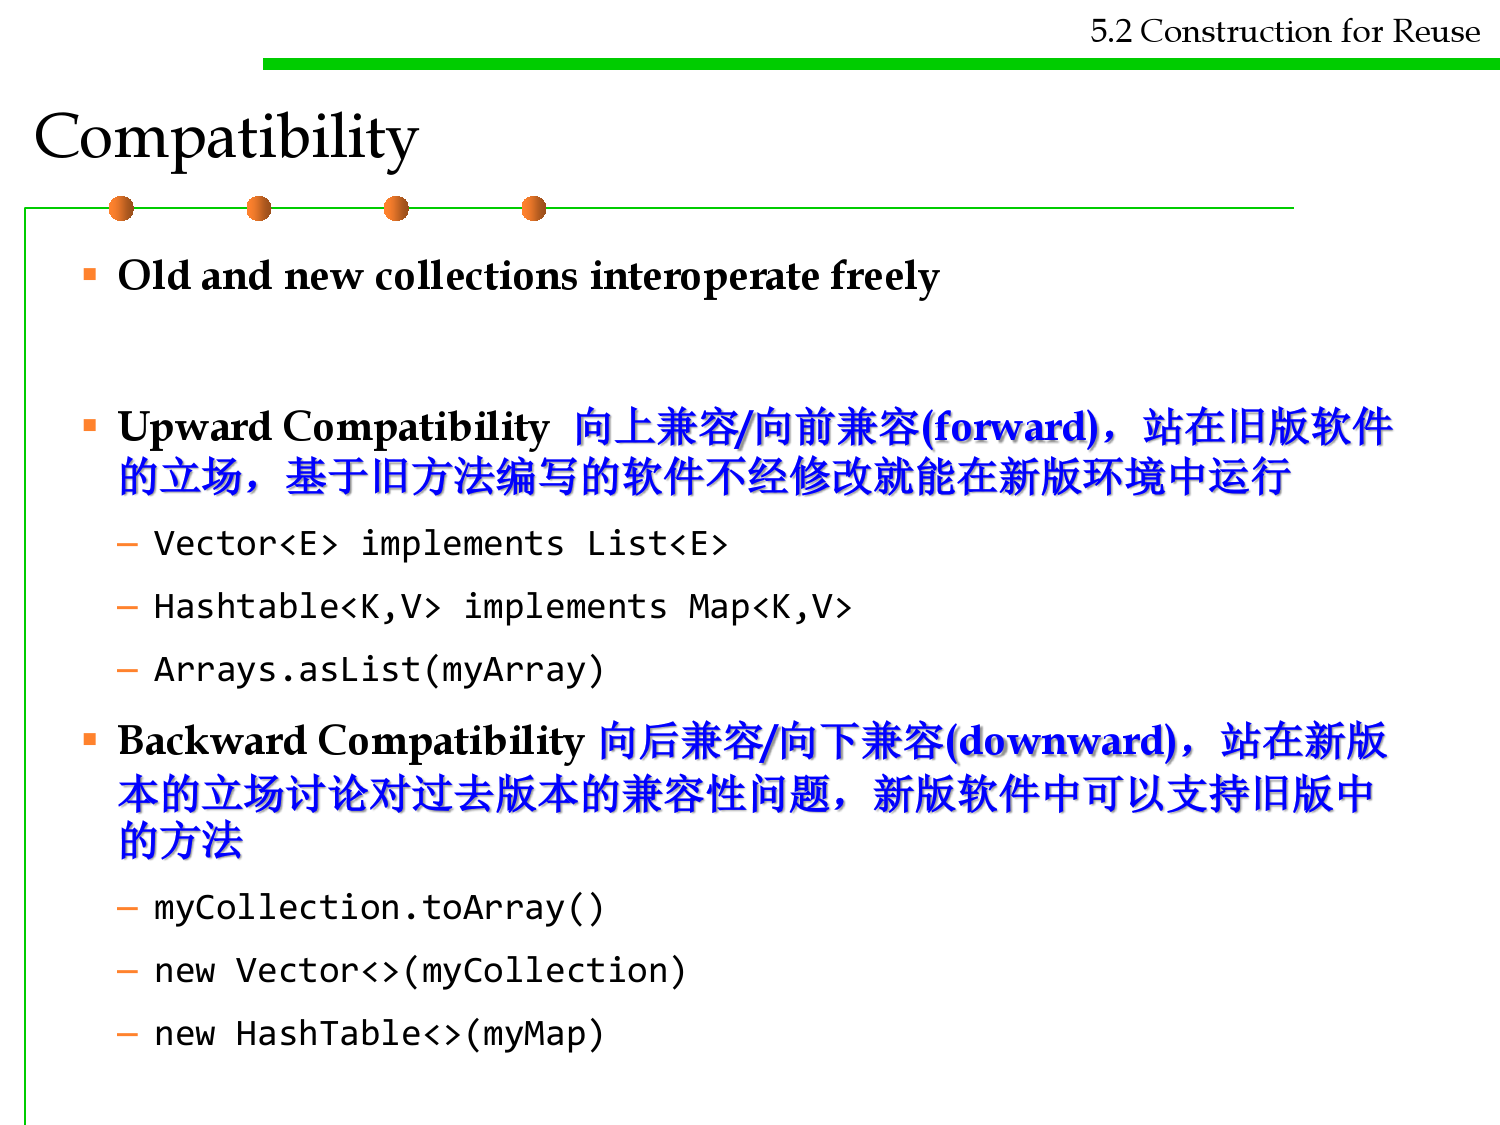 5.2 Construction for Reuse
Compatibility
▪ Old and new collections interoperate freely
▪ Upward Compatibility 向上兼容/向前兼容(forward)，站在旧版软件
的立场，基于旧方法编写的软件不经修改就能在新版环境中运行
– Vector<E> implements List<E>
– Hashtable<K,V> implements Map<K,V>
– Arrays.asList(myArray)
▪ Backward Compatibility 向后兼容/向下兼容(downward)，站在新版
本的立场讨论对过去版本的兼容性问题，新版软件中可以支持旧版中
的方法
– myCollection.toArray()
– new Vector<>(myCollection)
– new HashTable<>(myMap)